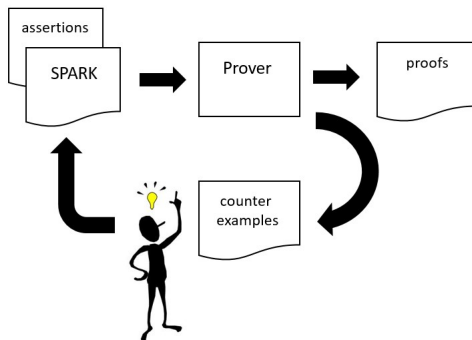 assertions
SPARK
Prover
proofs
counter
examples